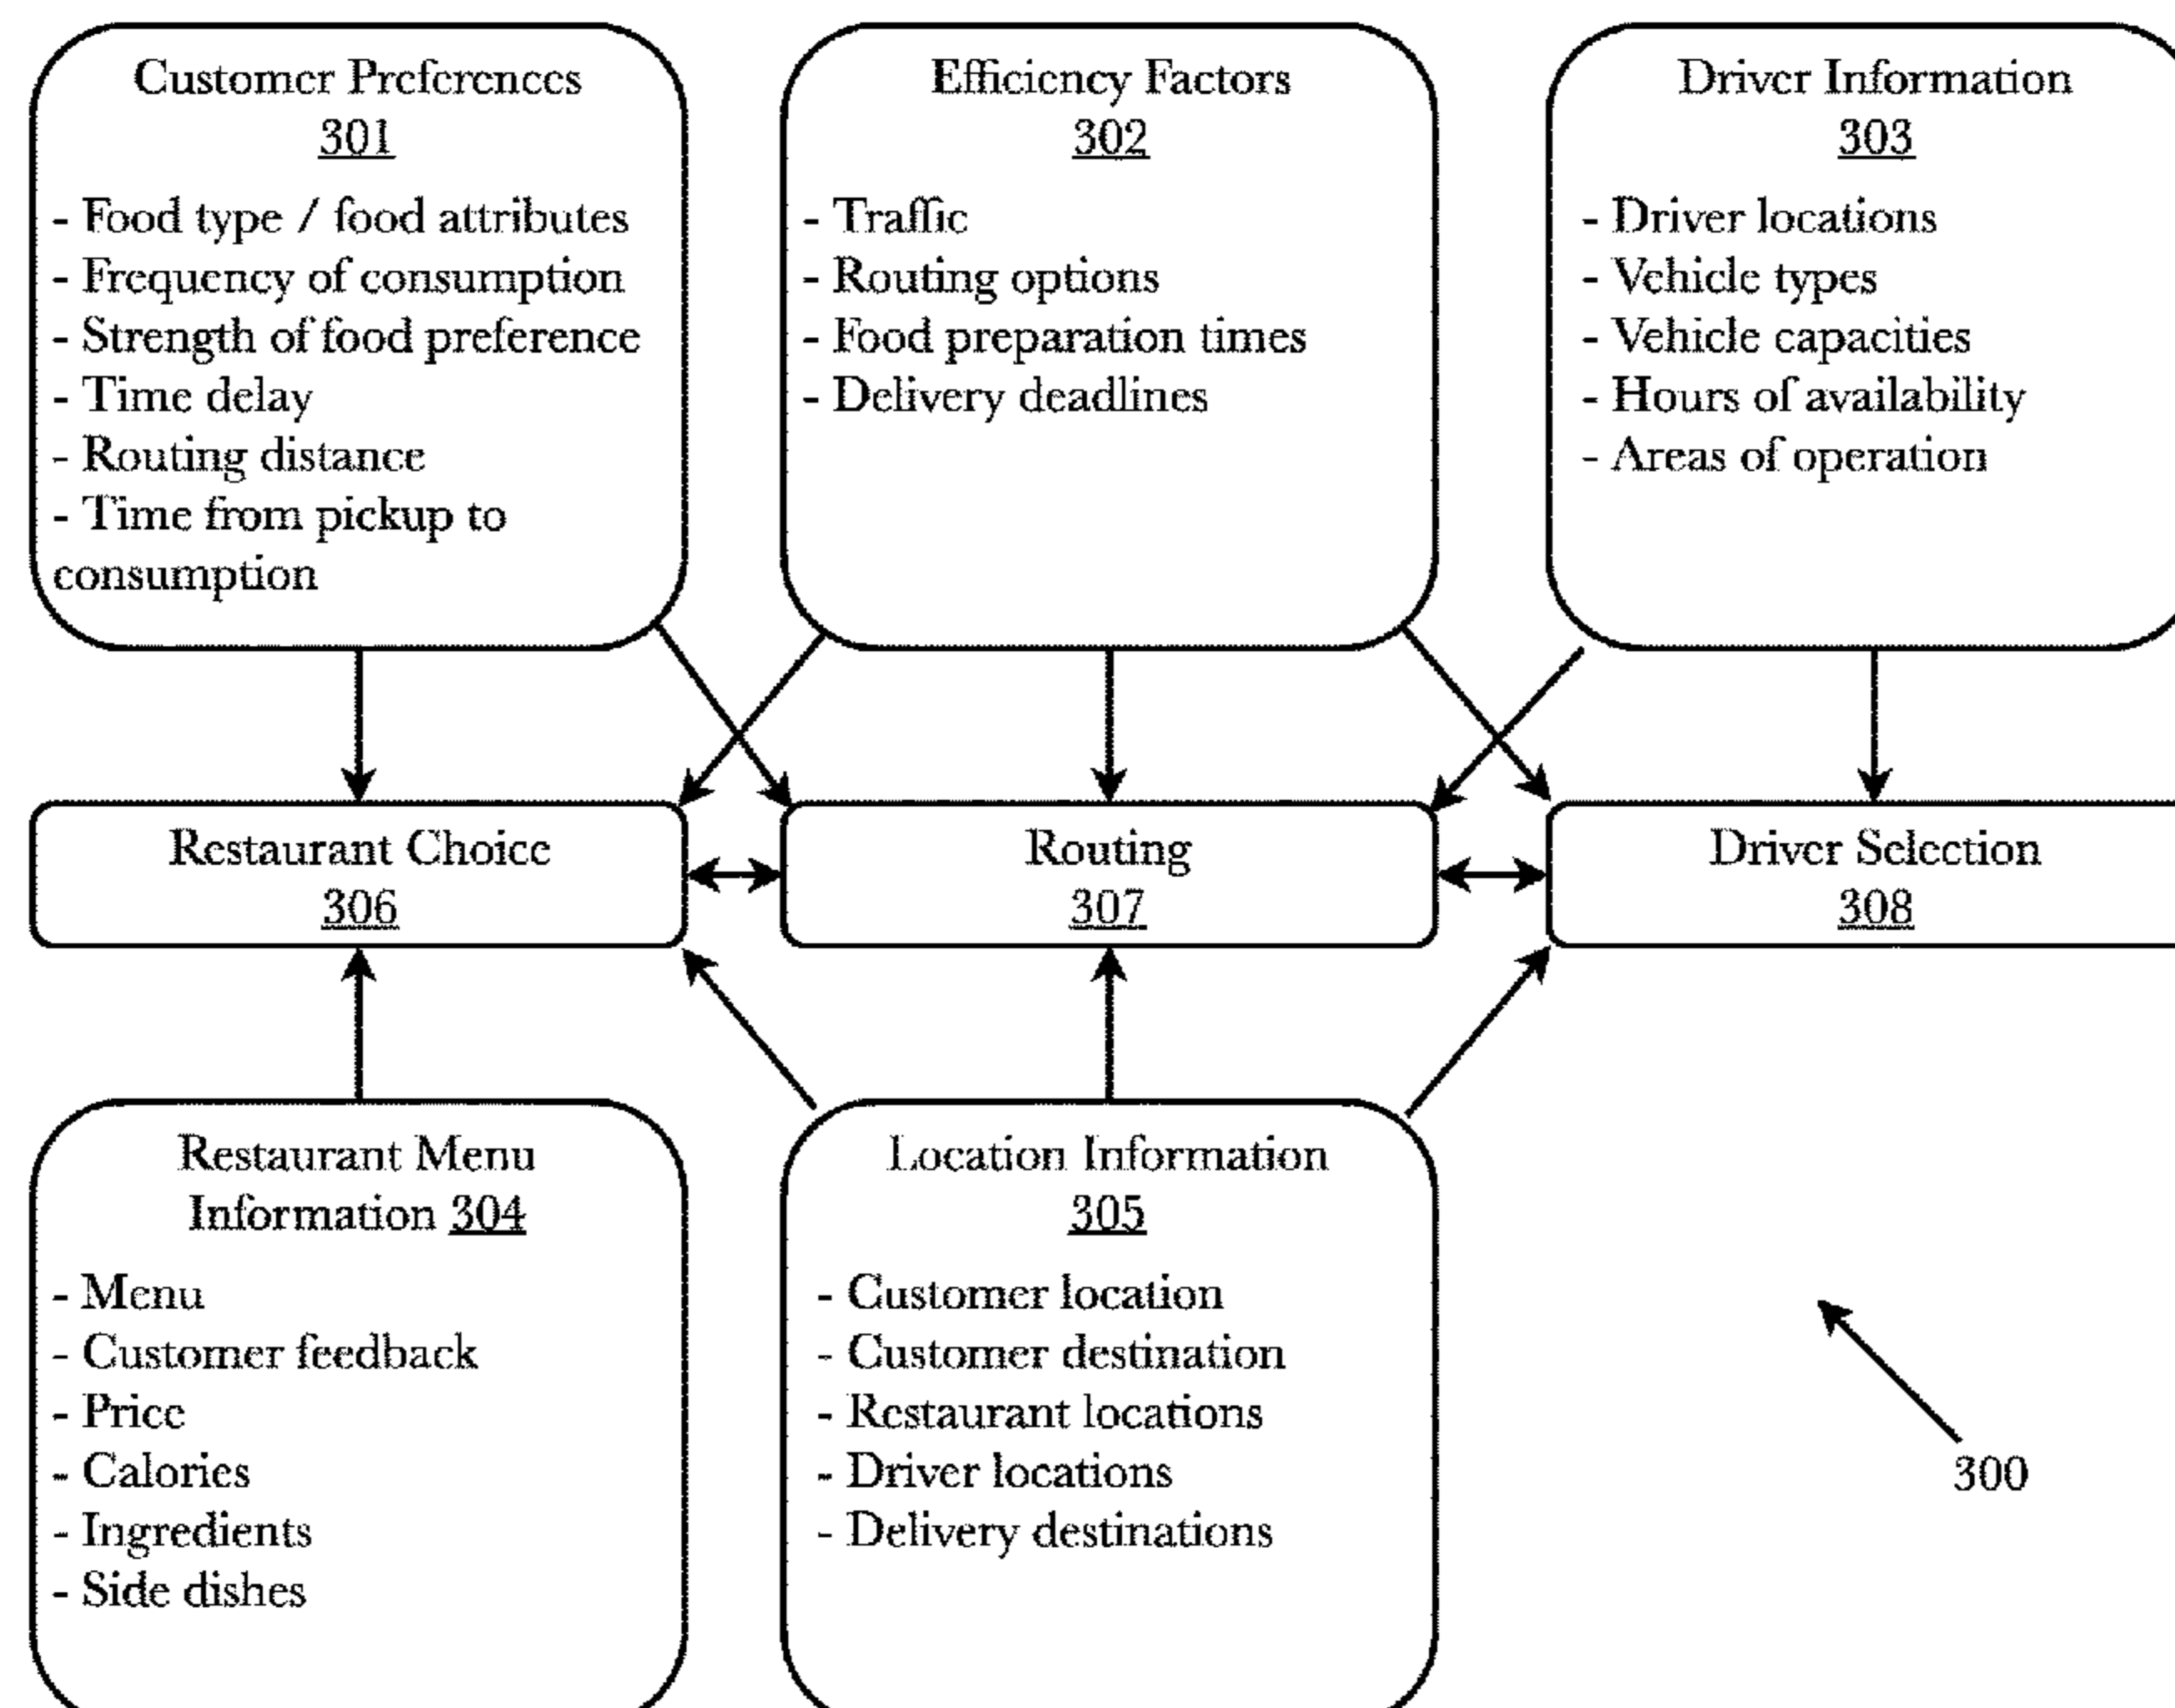 Customer Preferences
301
- Food type / food attributes
- Frequency of consumption
- Strength of food preference
- Time delay
- Routing distance
- Time from pickup to
consumption
Efficiency Factors
302
- Traffic
- Routing options
- Food preparation times
- Delivery deadlines
Driver Information
303
- Driver locations
- Vehicle types
- Vehicle capacities
- Hours of availability
- Areas of operation
Restaurant Choice
306
Routing
307
Driver Selection
308
Restaurant Menu
Information 304
- Menu
- Customer feedback
- Price
- Calories
- Ingredients
- Side dishes
Location Information
305
- Customer location
- Customer destination
- Restaurant locations
- Driver locations
- Delivery destinations
300